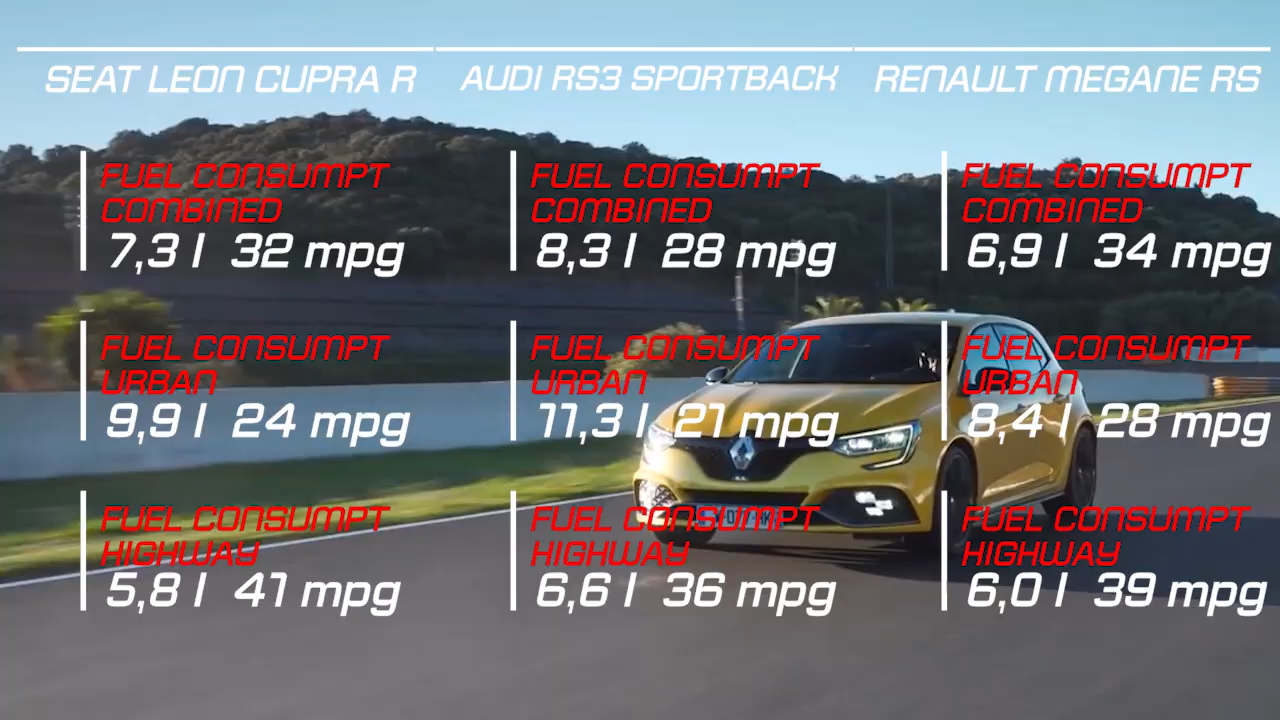 SEAT LEON CUPRA R
AUDI RS3 SPORTBACK
RENAULT MEGANE RS
FUEL CONSUMPT
COMBINED
7,3 l 32 mpg
FUEL CONSUMPT
COMBINED
8,3 l 28 mpg
FUEL CONSUMPT
COMBINED
6,9 l 34 mpg
FUEL CONSUMPT
URBAN
9,9 l 24 mpg
FUEL CONSUMPT
URBAN
11,3 l 21 mpg
FUEL CONSUMPT
URBAN
8,4 l 28 mpg
FUEL CONSUMPT
HIGHWAY
5,8 l 41 mpg
FUEL CONSUMPT
HIGHWAY
6,6 l 36 mpg
FUEL CONSUMPT
HIGHWAY
6,0 l 39 mpg